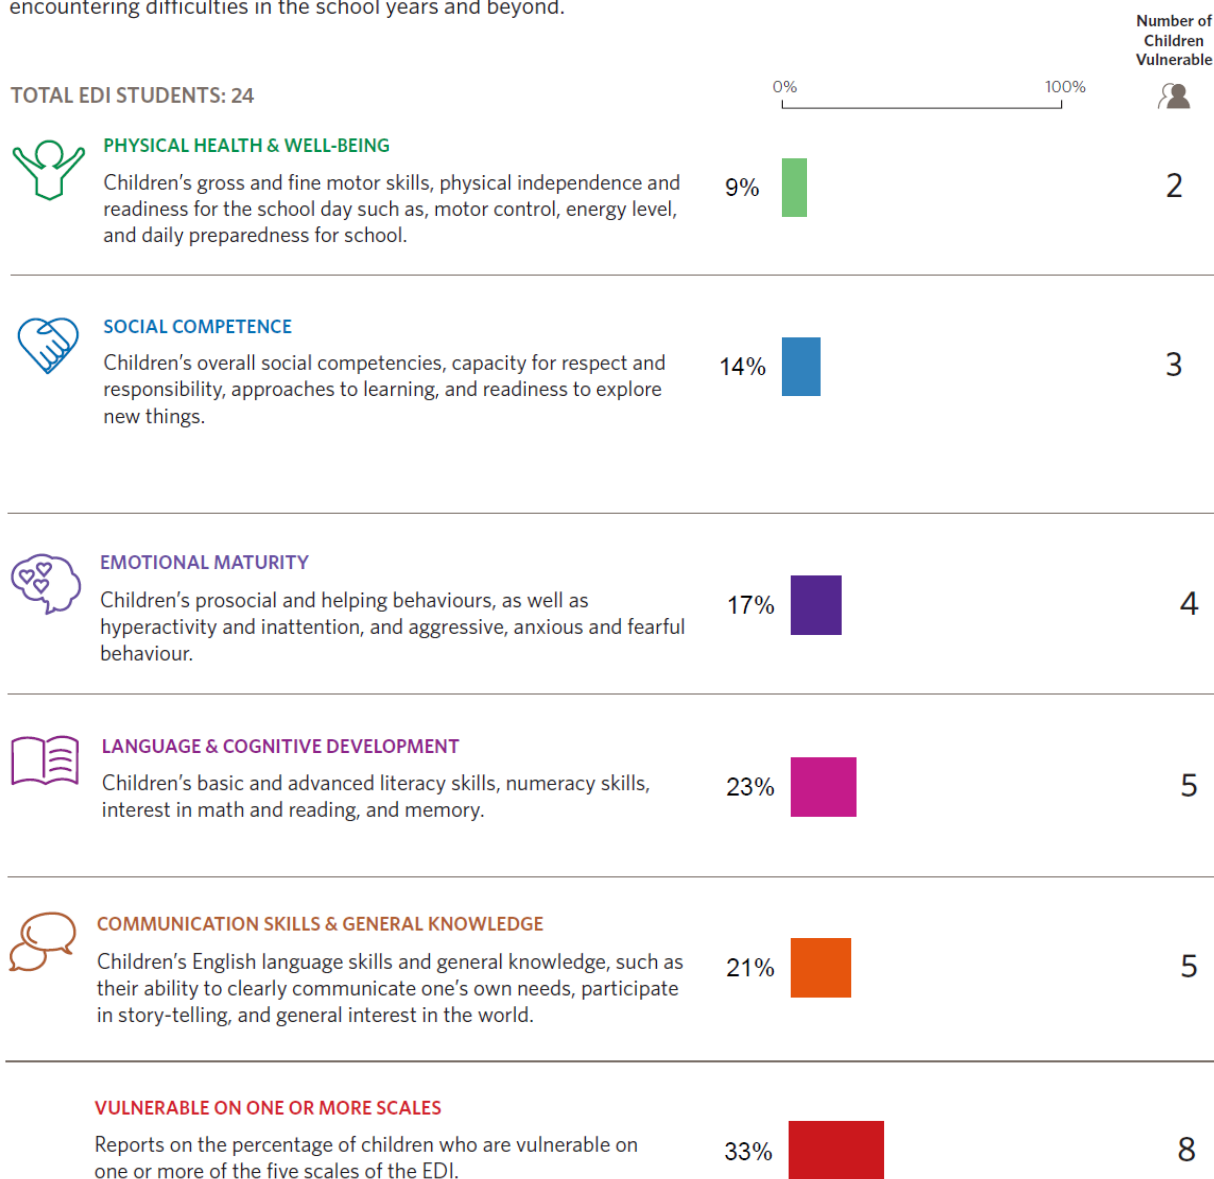 encountering difficulties in the school years and beyond.
Number of
Children
Vulnerable
TOTAL EDI STUDENTS: 24
0%
100%
PHYSICAL HEALTH & WELL-BEING
Children's gross and fine motor skills, physical independence and
readiness for the school day such as, motor control, energy level,
and daily preparedness for school.
9%
2
SOCIAL COMPETENCE
Children's overall social competencies, capacity for respect and
responsibility, approaches to learning, and readiness to explore
new things.
14%
3
EMOTIONAL MATURITY
Children's prosocial and helping behaviours, as well as
hyperactivity and inattention, and aggressive, anxious and fearful
behaviour.
17%
4
LANGUAGE & COGNITIVE DEVELOPMENT
Children's basic and advanced literacy skills, numeracy skills,
interest in math and reading, and memory.
23%
5
COMMUNICATION SKILLS & GENERAL KNOWLEDGE
Children's English language skills and general knowledge, such as
their ability to clearly communicate one's own needs, participate
in story-telling, and general interest in the world.
21%
5
VULNERABLE ON ONE OR MORE SCALES
Reports on the percentage of children who are vulnerable on
one or more of the five scales of the EDI.
33%
8